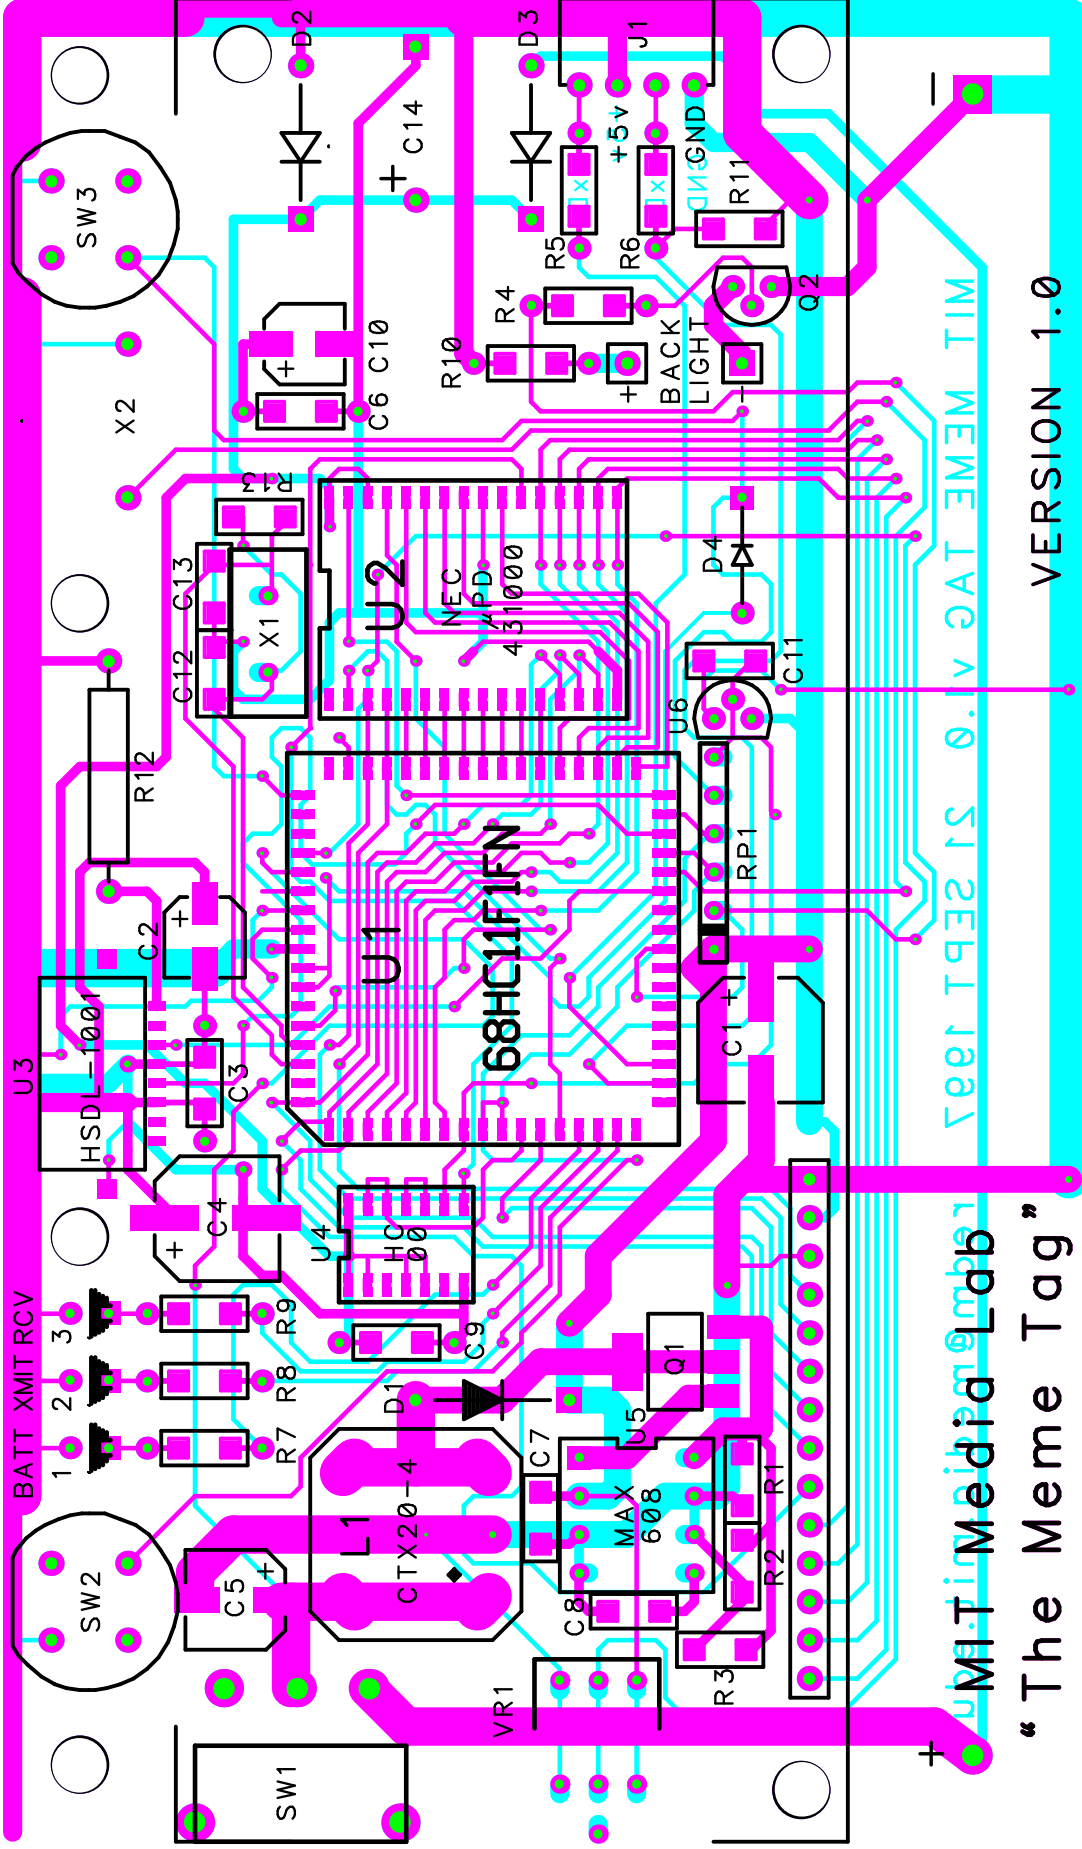 D2
D3
J1
C14
+
+5v
GND
GND
R11
SW3
R5
R6
Q2
R4
R10
BACK
LIGHT
+
-
C10
+
C6
X2
R13
C13
X1
C12
U2
NEC
µPD
431000
D4
C11
U6
R12
RP1
C2
+
U1
68HC11F1FN
C1
+
U3
HSDL-1001
C3
C4
+
U4
HC
00
C9
BATT XMIT RCV
1 2 3
R9
R8
R7
D1
Q1
U5
C7
MAX
608
R1
R2
R3
C8
L1
CTX20-4
C5
+
SW2
VR1
SW1
+
−
MIT MEME TAG v1.0 21 SEPT 1997
VERSION 1.0
MIT Media Lab
“The Meme Tag”